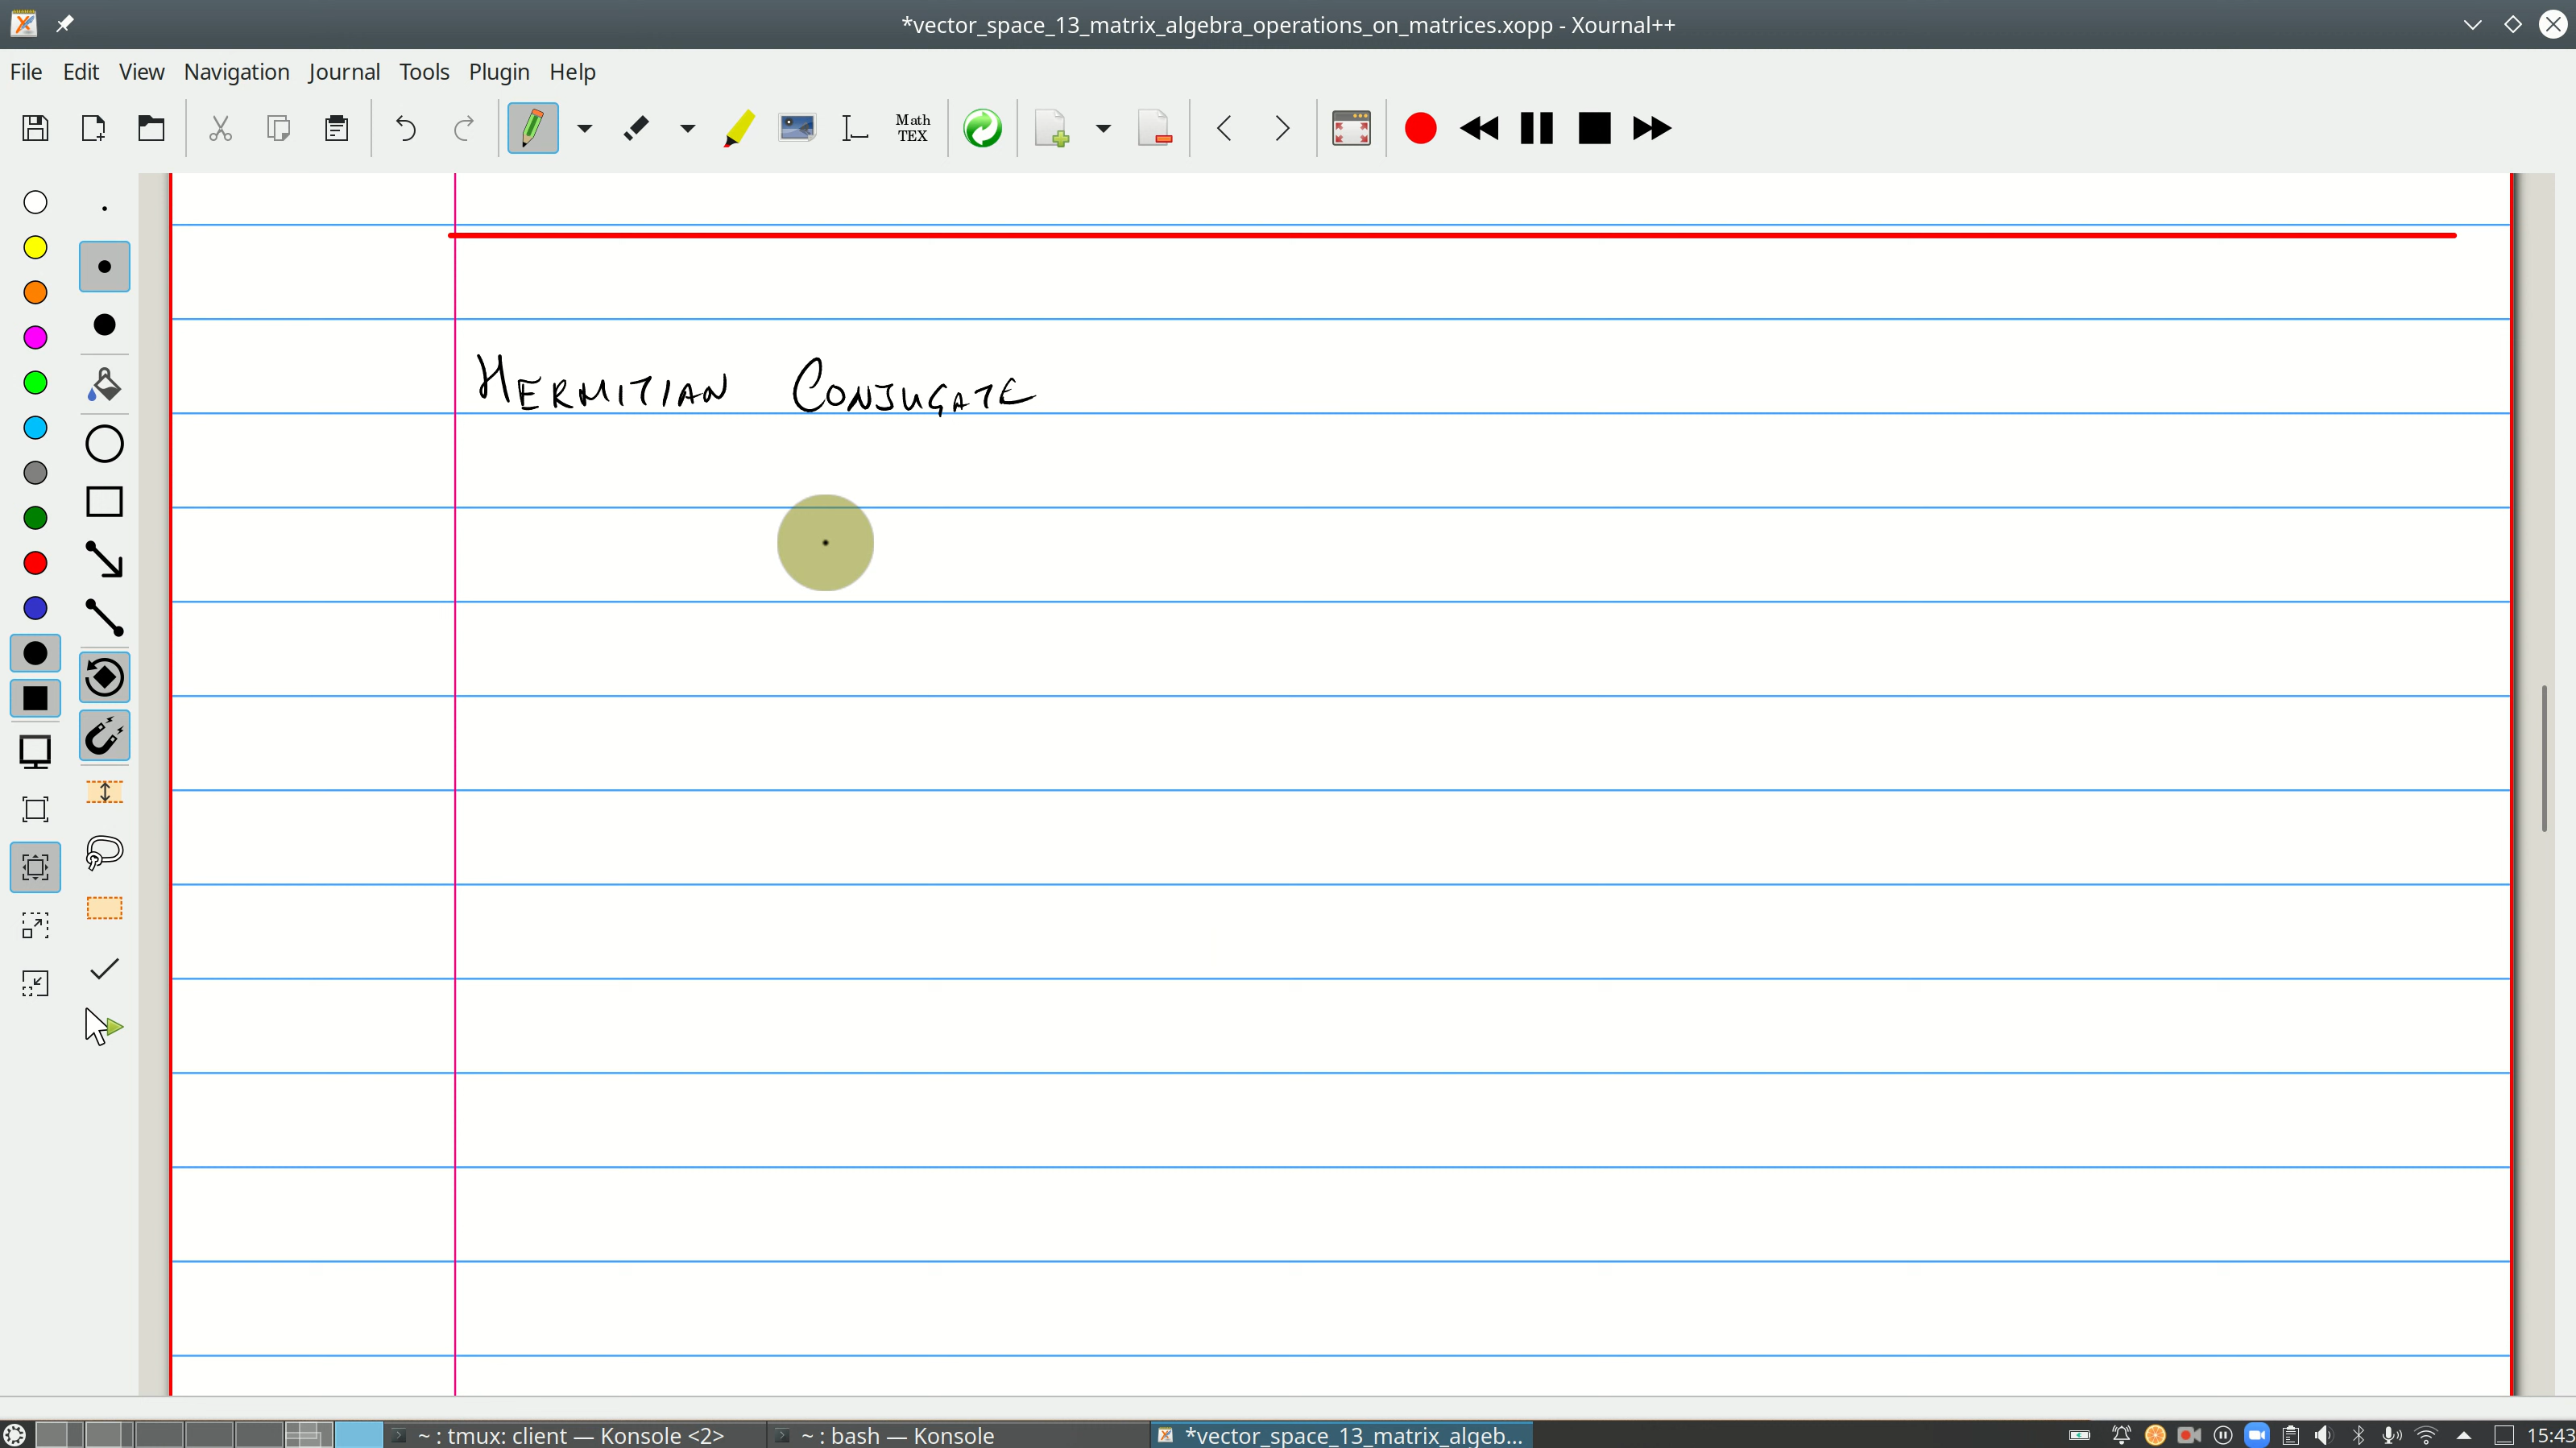 *vector_space_13_matrix_algebra_operations_on_matrices.xopp - Xournal++
File Edit View Navigation Journal Tools Plugin Help
Math
TEX
HERMITIAN CONJUGATE
~ : tmux: client — Konsole <2>
~ : bash — Konsole
*vector_space_13_matrix_algeb...
15:43